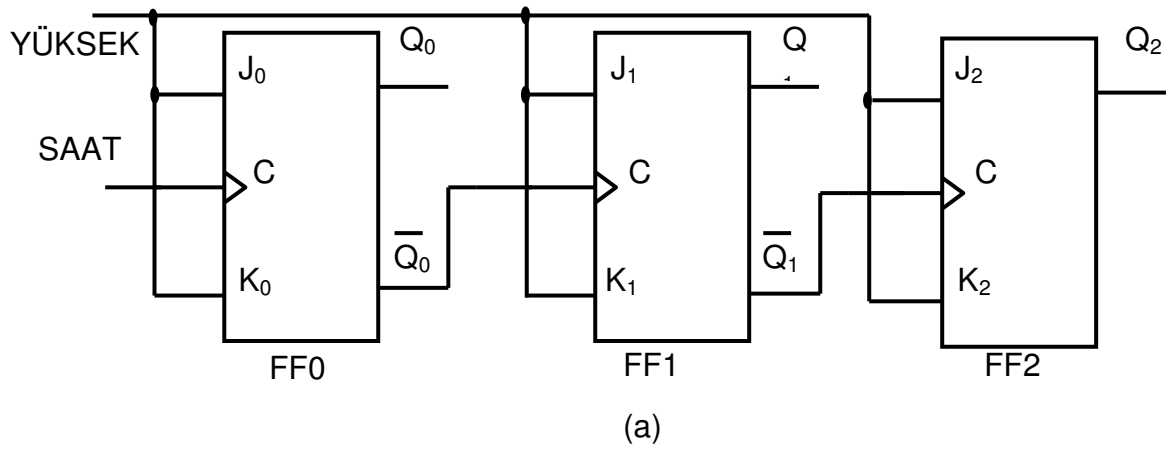 YÜKSEK
SAAT
J₀
C
K₀
Q₀
Q̅₀
FF0
J₁
C
K₁
Q
Q̅₁
FF1
J₂
C
K₂
Q₂
FF2
(a)